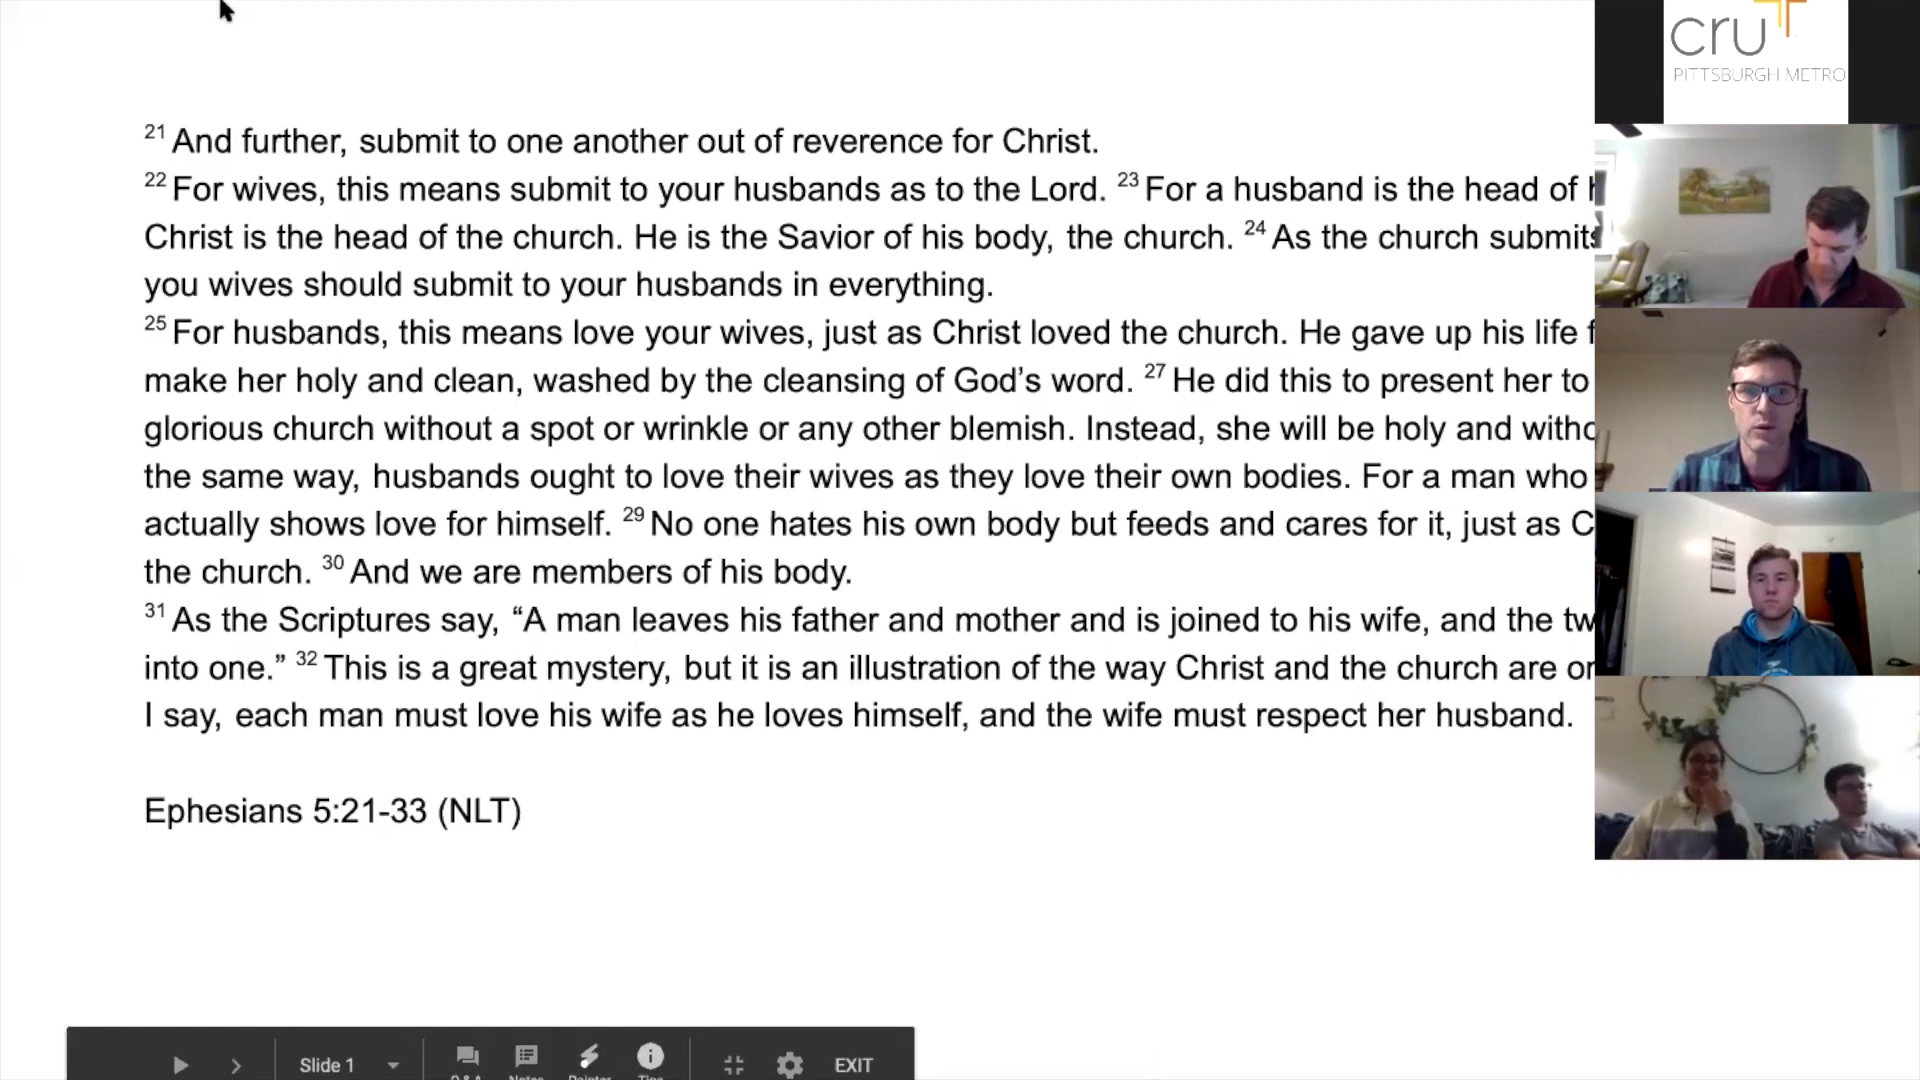 cru
PITTSBURGH METRO
21 And further, submit to one another out of reverence for Christ.
22 For wives, this means submit to your husbands as to the Lord. 23 For a husband is the head of
Christ is the head of the church. He is the Savior of his body, the church. 24 As the church submits
you wives should submit to your husbands in everything.
25 For husbands, this means love your wives, just as Christ loved the church. He gave up his life
make her holy and clean, washed by the cleansing of God’s word. 27 He did this to present her to
glorious church without a spot or wrinkle or any other blemish. Instead, she will be holy and
the same way, husbands ought to love their wives as they love their own bodies. For a man who
actually shows love for himself. 29 No one hates his own body but feeds and cares for it, just as
the church. 30 And we are members of his body.
31 As the Scriptures say, “A man leaves his father and mother and is joined to his wife, and the
into one.” 32 This is a great mystery, but it is an illustration of the way Christ and the church are
I say, each man must love his wife as he loves himself, and the wife must respect her husband.
Ephesians 5:21-33 (NLT)
Slide 1
EXIT